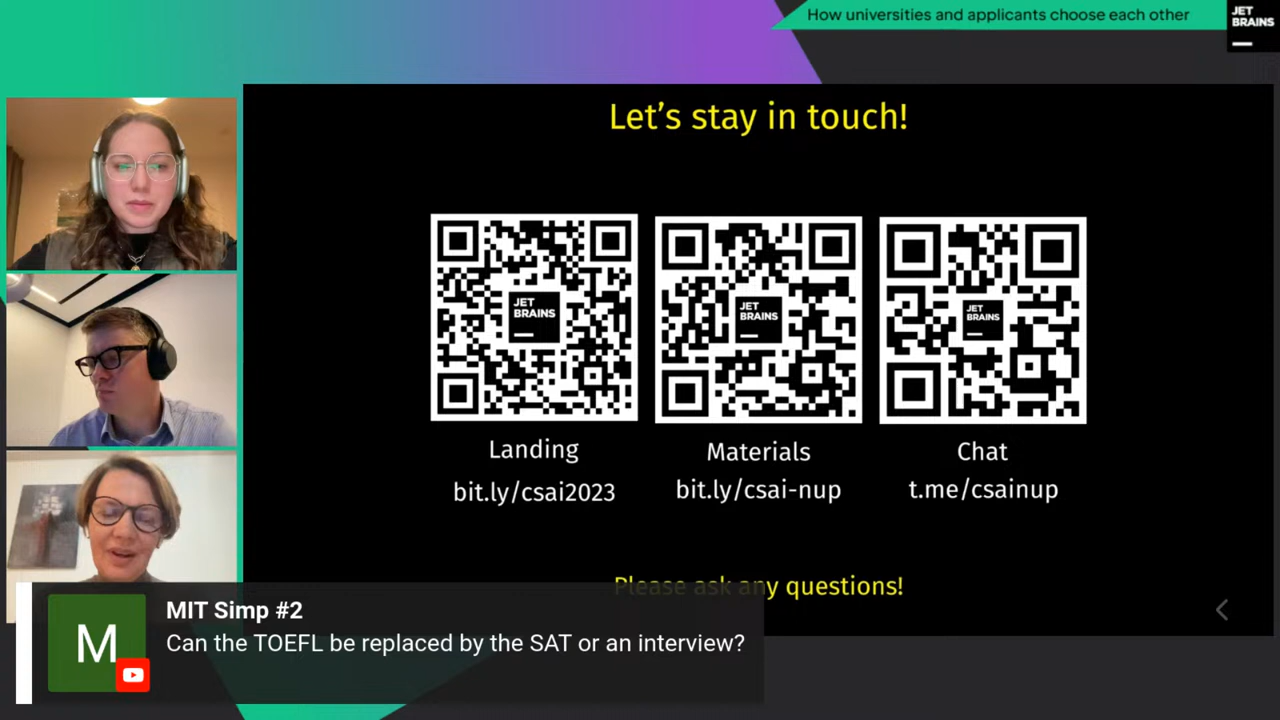 How universities and applicants choose each other
JET
BRAINS
Let's stay in touch!
JET
BRAINS
JET
BRAINS
JET
BRAINS
Landing
Materials
Chat
bit.ly/csai2023
bit.ly/csai-nup
t.me/csainup
Please ask any questions!
M
MIT Simp #2
Can the TOEFL be replaced by the SAT or an interview?